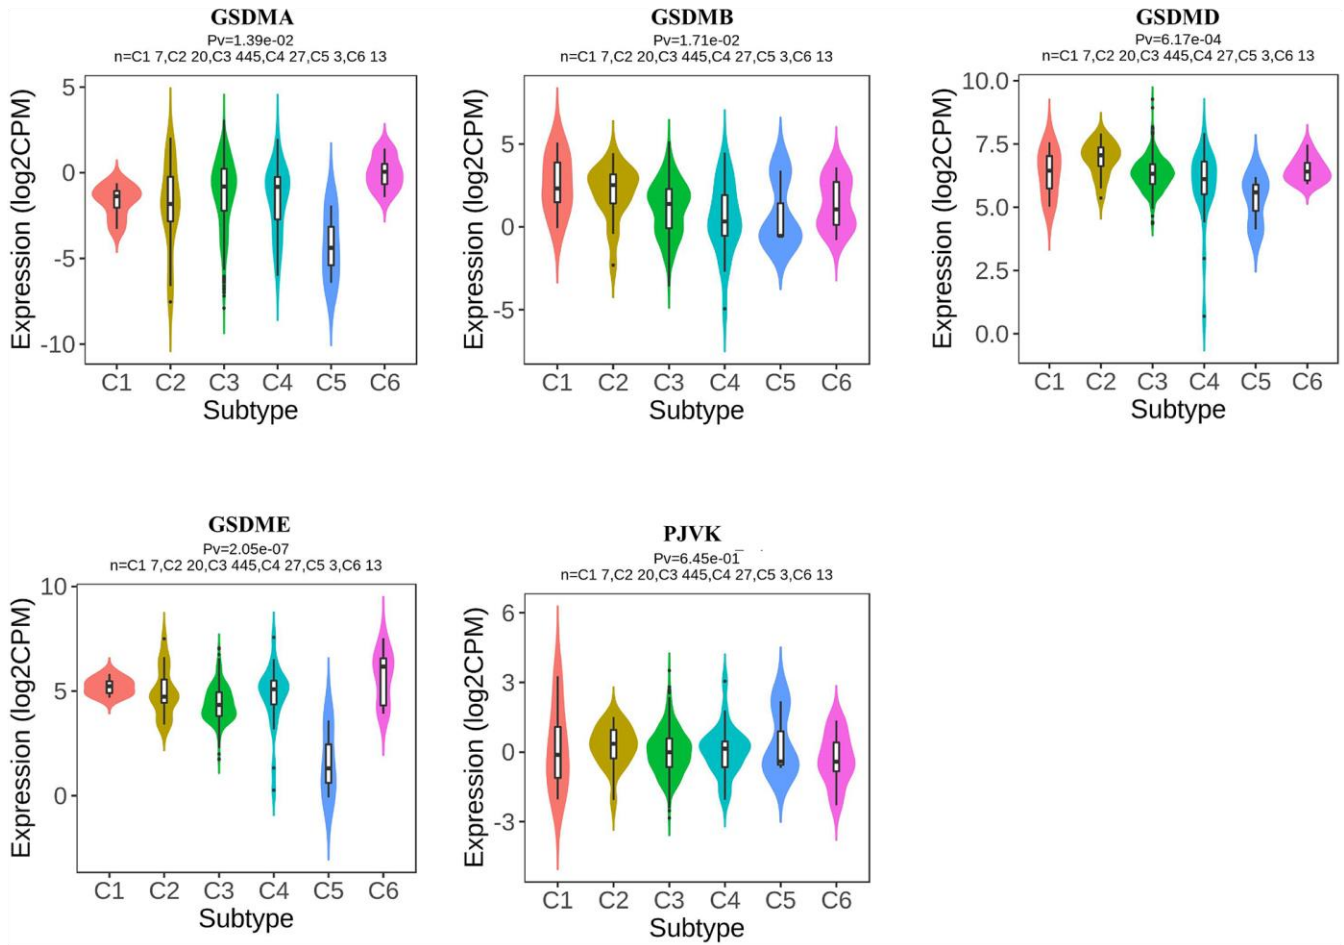 GSDMA
Pv=1.39e-02
n=C1 7,C2 20,C3 445,C4 27,C5 3,C6 13
Expression (log2CPM)
5
0
-5
-10
C1 C2 C3 C4 C5 C6
Subtype
GSDMB
Pv=1.71e-02
n=C1 7,C2 20,C3 445,C4 27,C5 3,C6 13
Expression (log2CPM)
5
0
-5
C1 C2 C3 C4 C5 C6
Subtype
GSDMD
Pv=6.17e-04
n=C1 7,C2 20,C3 445,C4 27,C5 3,C6 13
Expression (log2CPM)
10.0
7.5
5.0
2.5
0.0
C1 C2 C3 C4 C5 C6
Subtype
GSDME
Pv=2.05e-07
n=C1 7,C2 20,C3 445,C4 27,C5 3,C6 13
Expression (log2CPM)
10
5
0
C1 C2 C3 C4 C5 C6
Subtype
PJVK
Pv=6.45e-01
n=C1 7,C2 20,C3 445,C4 27,C5 3,C6 13
Expression (log2CPM)
6
3
0
-3
C1 C2 C3 C4 C5 C6
Subtype